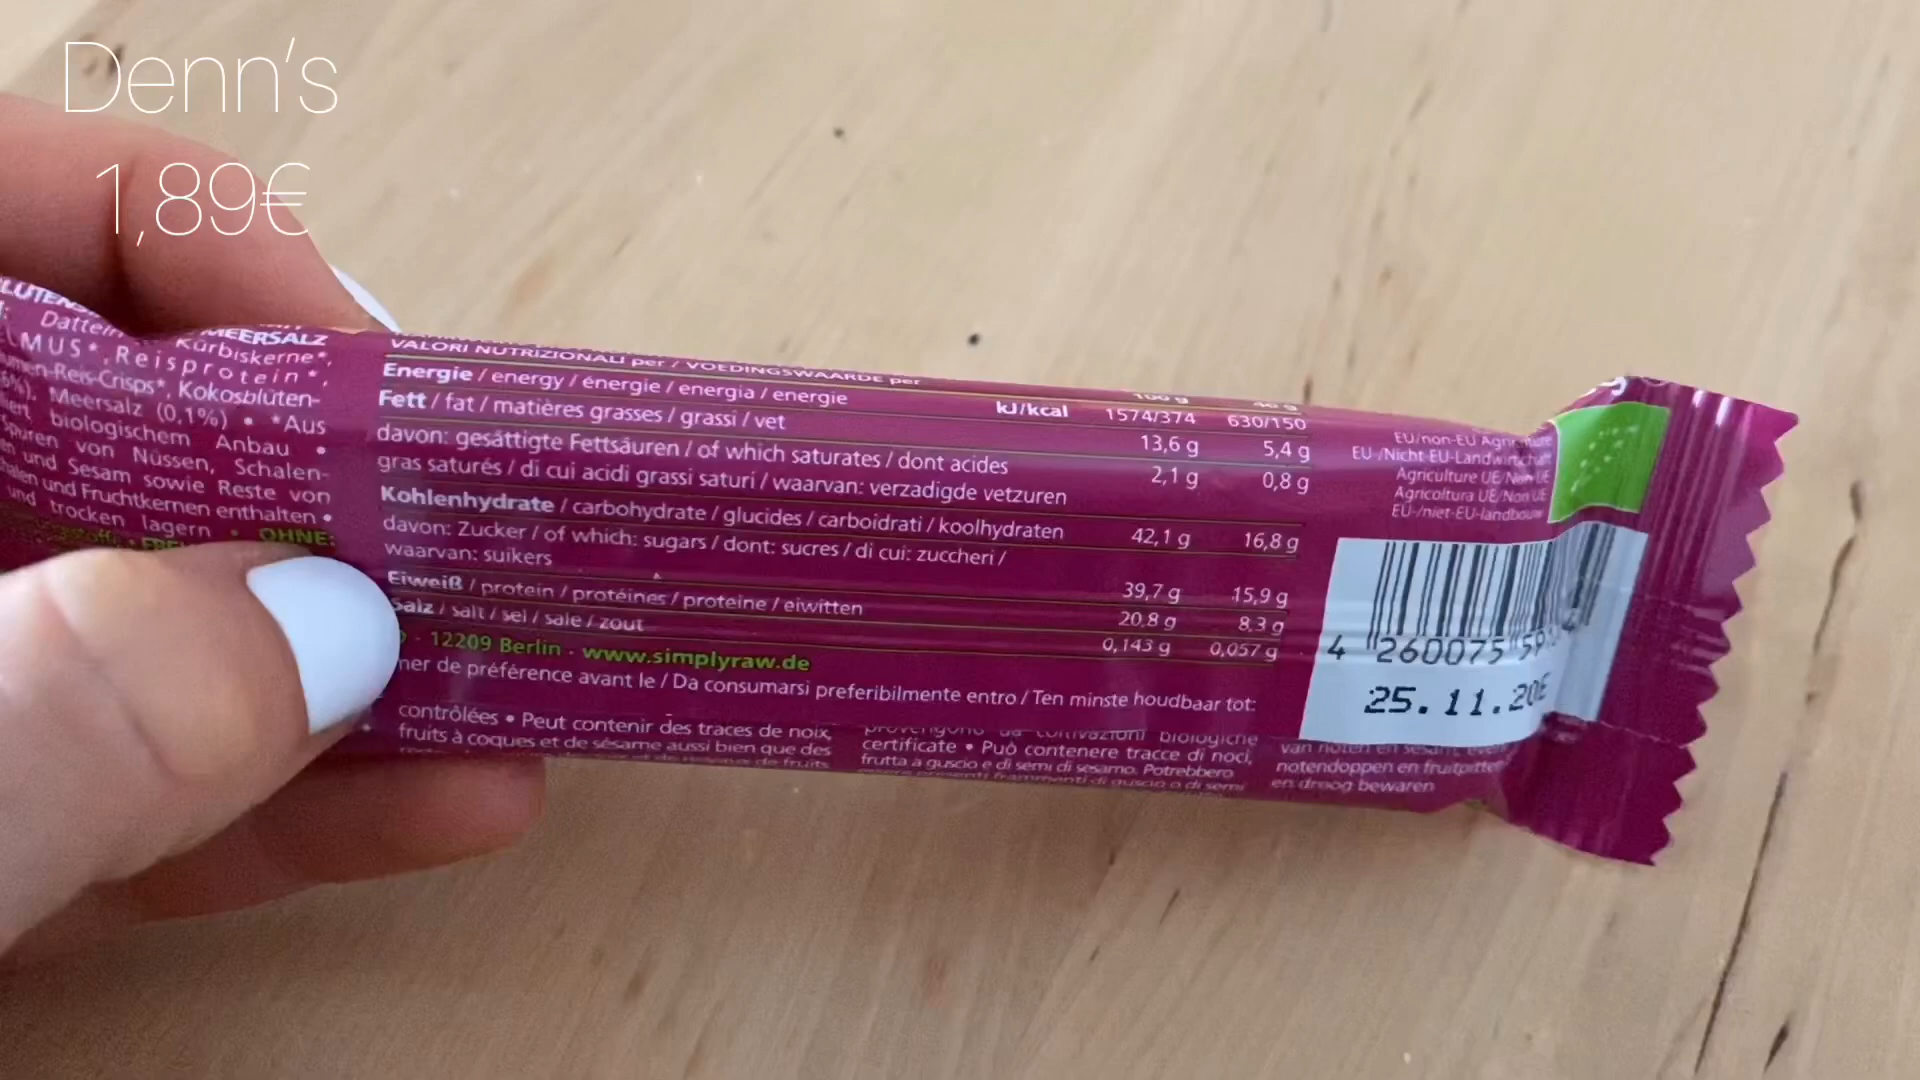 Denn's
1,89€
Datteln
MEERSALZ
Kürbiskerne*,
MUS*, Reisprotein*,
-Reis-Crisps*, Kokosblüten-
Meersalz (0,1%) • *Aus
biologischem Anbau •
Spuren von Nüssen, Schalen-
und Sesam sowie Reste von
und Fruchtkernen enthalten •
und trocken lagern • OHNE:
VALORI NUTRIZIONALI per / VOEDINGSWAARDE per
100 g 40 g
Energie / energy / énergie / energia / energie kJ/kcal 1574/374 630/150
Fett / fat / matières grasses / grassi / vet 13,6 g 5,4 g
davon: gesättigte Fettsäuren / of which saturates / dont acides
gras saturés / di cui acidi grassi saturi / waarvan: verzadigde vetzuren 2,1 g 0,8 g
Kohlenhydrate / carbohydrate / glucides / carboidrati / koolhydraten 42,1 g 16,8 g
davon: Zucker / of which: sugars / dont: sucres / di cui: zuccheri /
waarvan: suikers 39,7 g 15,9 g
Eiweiß / protein / protéines / proteine / eiwitten 20,8 g 8,3 g
Salz / salt / sel / sale / zout 0,143 g 0,057 g
· 12209 Berlin · www.simplyraw.de
de préférence avant le / Da consumarsi preferibilmente entro / Ten minste houdbaar tot:
contrôlées • Peut contenir des traces de noix,
fruits à coques et de sésame aussi bien que des
biologiche
certificate • Può contenere tracce di noci,
frutta a guscio e di semi di sesamo. Potrebbero
notendoppen en fruitpitten
en droog bewaren
EU/non-EU Agriculture
EU-/Nicht-EU-Landwirtschaft
Agriculture UE/Non UE
Agricoltura UE/Non UE
EU-/niet-EU-landbouw
4 260075 59
25.11.20